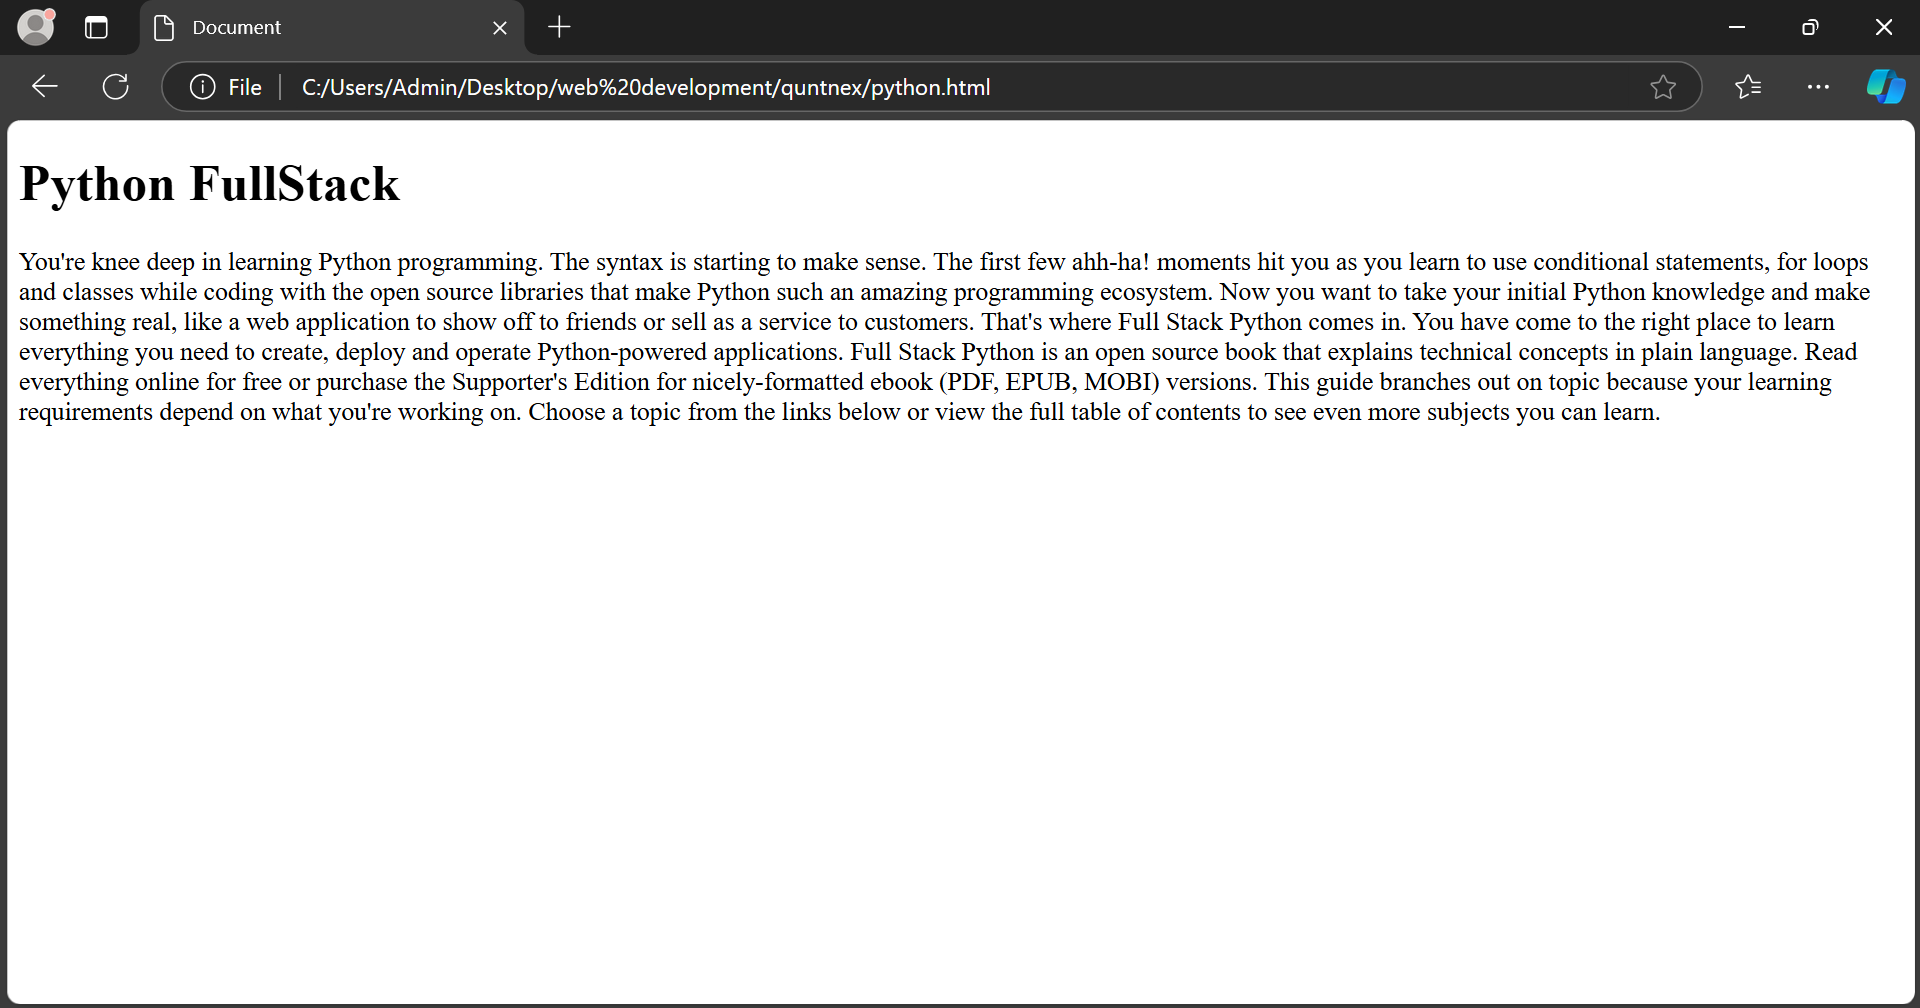 Document
File
C:/Users/Admin/Desktop/web%20development/quntnex/python.html
Python FullStack
You're knee deep in learning Python programming. The syntax is starting to make sense. The first few ahh-ha! moments hit you as you learn to use conditional statements, for loops
and classes while coding with the open source libraries that make Python such an amazing programming ecosystem. Now you want to take your initial Python knowledge and make
something real, like a web application to show off to friends or sell as a service to customers. That's where Full Stack Python comes in. You have come to the right place to learn
everything you need to create, deploy and operate Python-powered applications. Full Stack Python is an open source book that explains technical concepts in plain language. Read
everything online for free or purchase the Supporter's Edition for nicely-formatted ebook (PDF, EPUB, MOBI) versions. This guide branches out on topic because your learning
requirements depend on what you're working on. Choose a topic from the links below or view the full table of contents to see even more subjects you can learn.